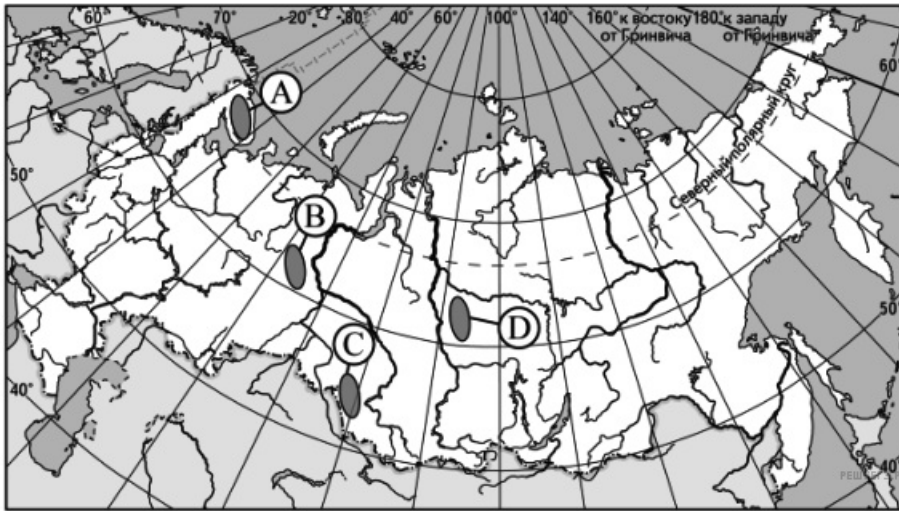 60° 70° 20° 80° 40° 60° 100° 140° 160° к востоку 180° к западу
от Гринвича от Гринвича
60°
Северный полярный круг
A
50°
B
50°
D
C
40° 40°
40°